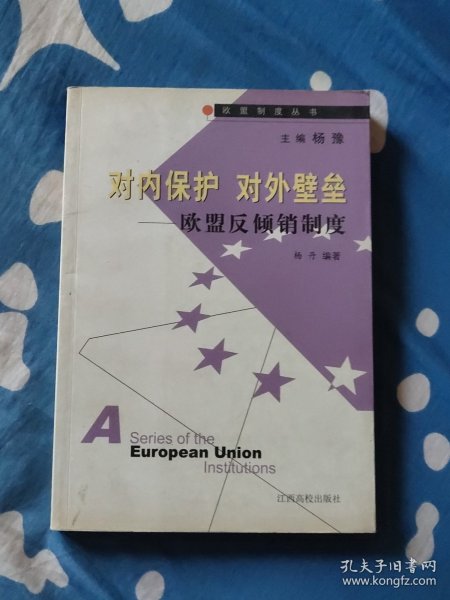 欧盟制度丛书
主编 杨豫
对内保护 对外壁垒
——欧盟反倾销制度
杨丹 编著
A Series of the
European Union
Institutions
江西高校出版社
孔夫子旧书网
www.kongfz.com